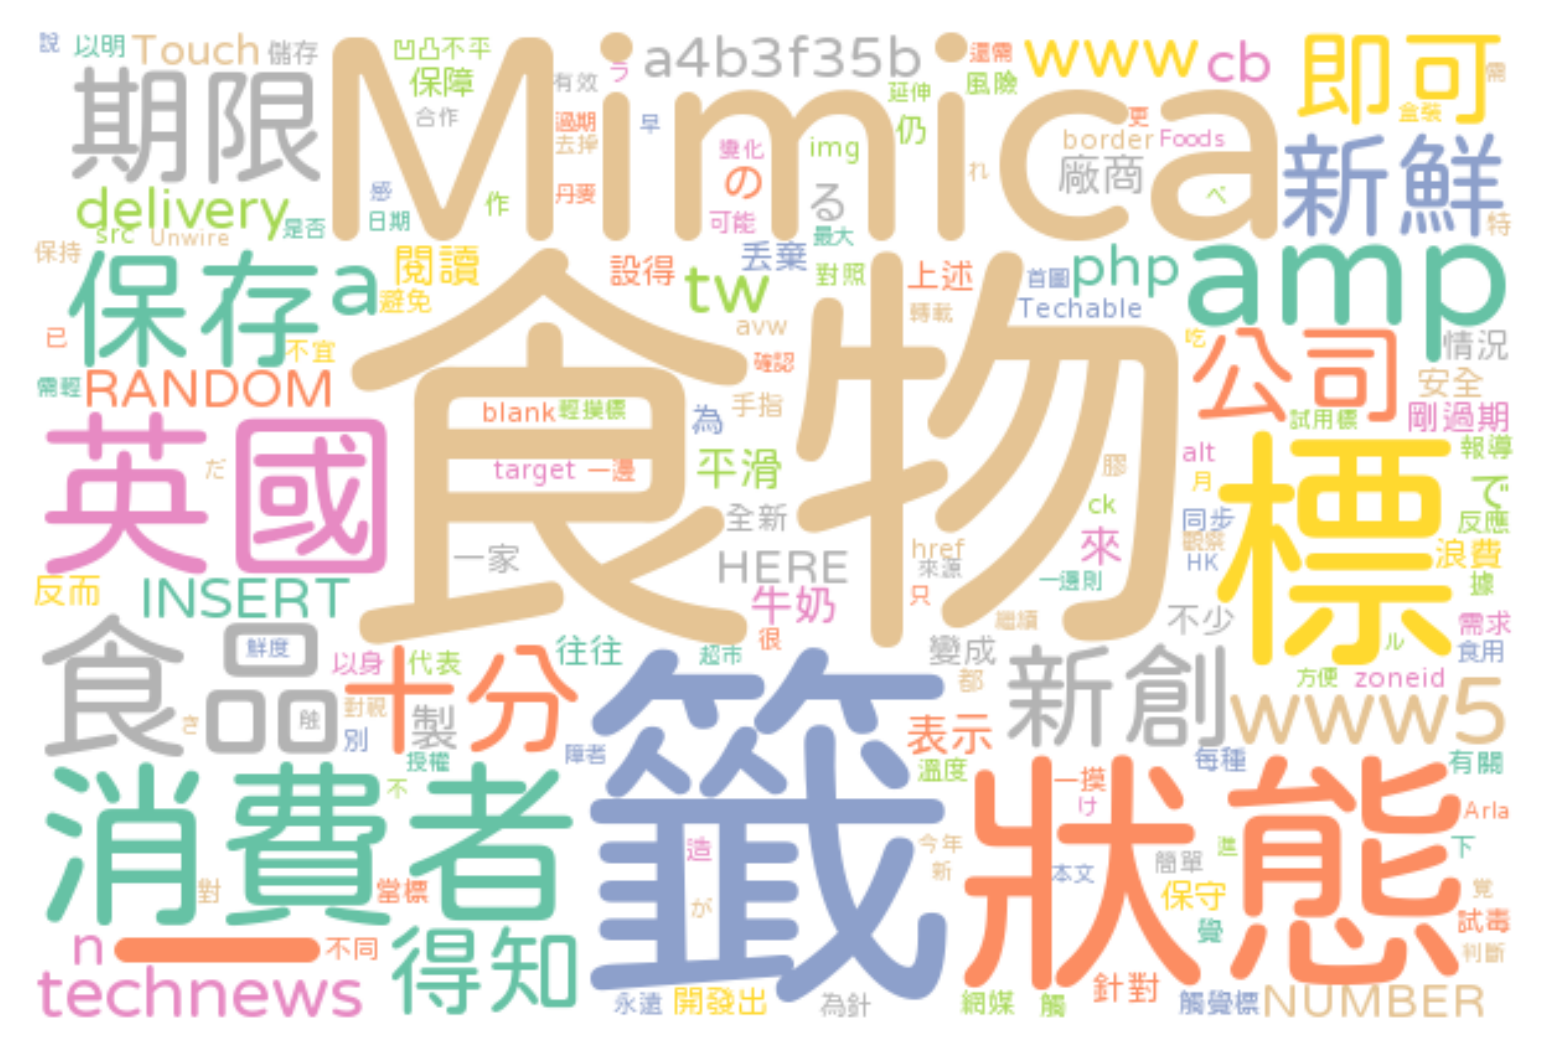 說 以明 Touch 儲存 凹凸不平 Mimica ラ a4b3f35b 還需 www cb 即可 需
期限 保障 有效 風險 延伸 盒裝
合作 過期 早 仍 更
去掉 變化 img border Foods 新鮮
delivery 感 作 丹麥 の る れ 廠商 べ
src Unwire 是否 日期 可能 最大 特
保持 保存 a 閱讀 設得 丟棄 對照 上述 首圖 php amp
避免 tw 轉載 Techable
已 不宜 食物 avw 確認 吃 公司 情況
需輕 RANDOM blank 輕摸標 為 手指 試用標 安全 剛過期
英國 だ target 一邊 平滑 膠 alt 月 標 報導
全新 ck 同步 で 反應
一家 HERE href 來源 來 觀察 HK 浪費
反而 INSERT 牛奶 只 一邊則 據
食品 鮮度 很 繼續 不少 需求
以身 代表 往往 超市 變成 新創 ル 食用
さ 触 對視 十分 都 方便 zoneid
別 製 籤 表示 www5
授權 障者 溫度 每種 有關
消費者 不 一摸 け 狀態 Arla
造 今年 本文 簡單 進 下
對 當標 が 新 保守 覚
n 一 不同 得知 覺 試毒
technews 針對 判斷
永遠 開發出 為針 網媒 觸 觸覺標 NUMBER